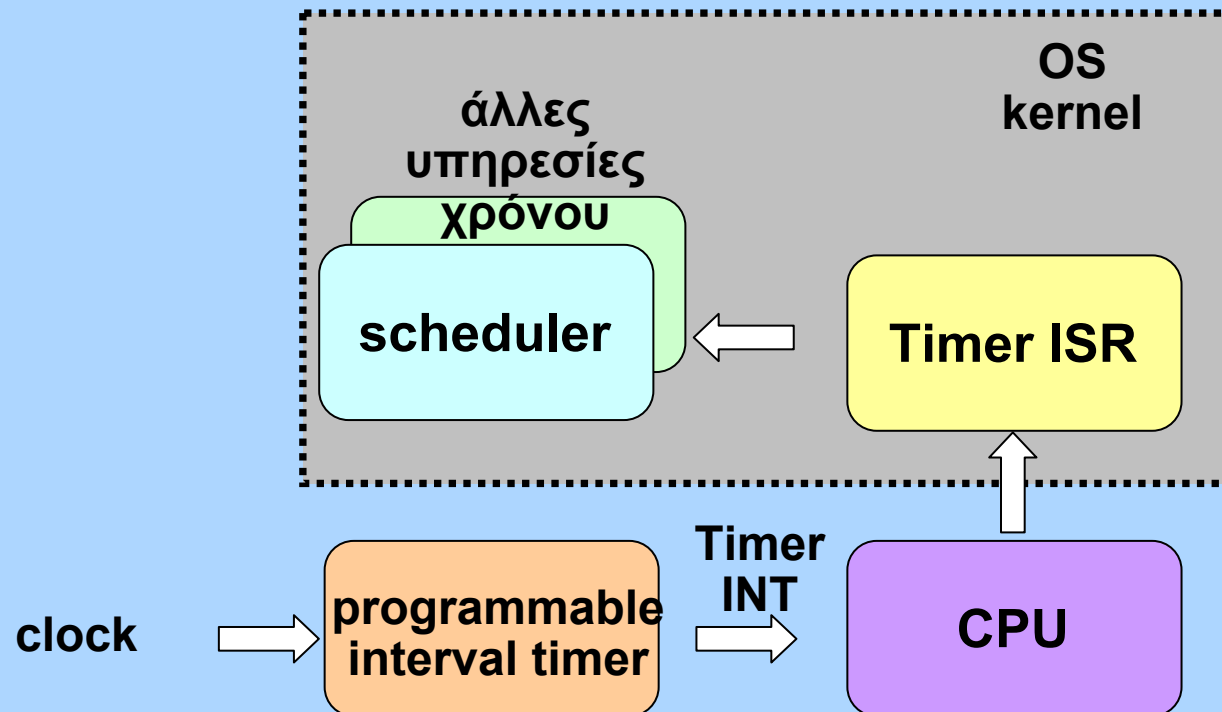 OS
kernel
άλλες
υπηρεσίες
χρόνου
scheduler
Timer ISR
Timer
INT
clock
programmable
interval timer
CPU